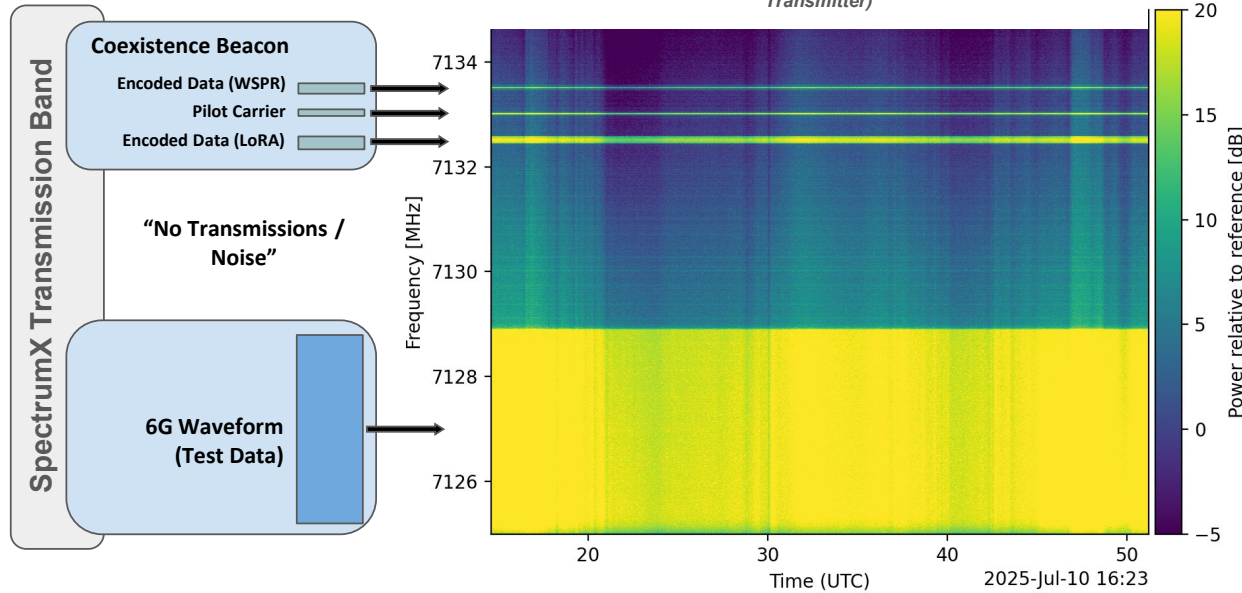 Transmitter)
SpectrumX Transmission Band
Coexistence Beacon
Encoded Data (WSPR)
Pilot Carrier
Encoded Data (LoRA)
“No Transmissions /
Noise”
6G Waveform
(Test Data)
Frequency [MHz]
7134
7132
7130
7128
7126
20
30
40
50
Time (UTC)
2025-Jul-10 16:23
20
15
10
5
0
−5
Power relative to reference [dB]